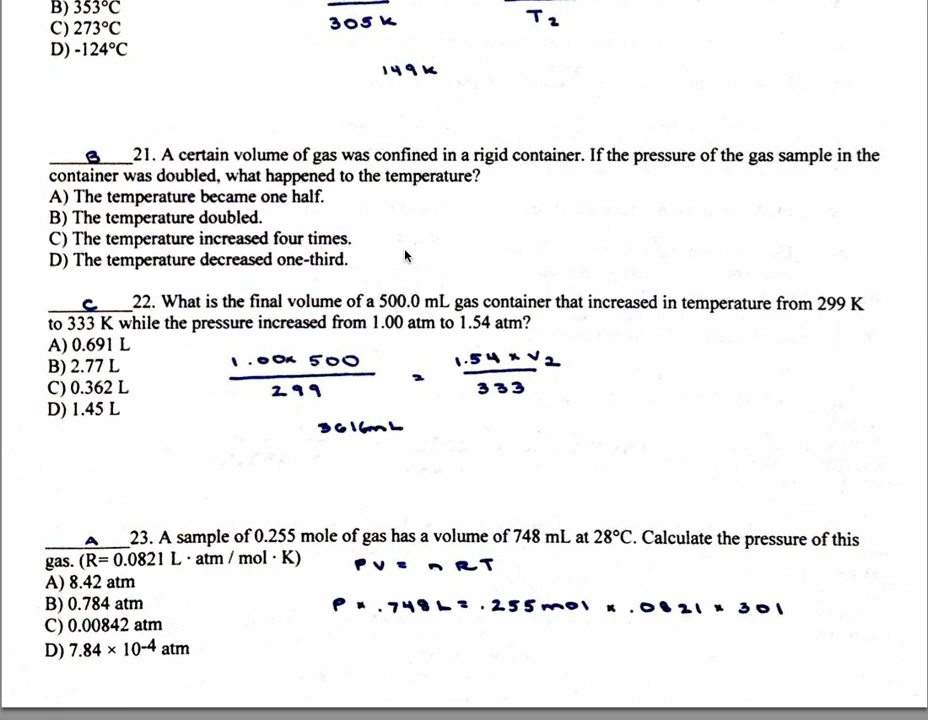 B) 353°C
C) 273°C
D) -124°C
305 K
T2
149 K
B 21. A certain volume of gas was confined in a rigid container. If the pressure of the gas sample in the
container was doubled, what happened to the temperature?
A) The temperature became one half.
B) The temperature doubled.
C) The temperature increased four times.
D) The temperature decreased one-third.
C 22. What is the final volume of a 500.0 mL gas container that increased in temperature from 299 K
to 333 K while the pressure increased from 1.00 atm to 1.54 atm?
A) 0.691 L
B) 2.77 L
C) 0.362 L
D) 1.45 L
1.00 x 500 1.54 x V2
=
299 333
A 23. A sample of 0.255 mole of gas has a volume of 748 mL at 28°C. Calculate the pressure of this
gas. (R= 0.0821 L · atm / mol · K)
PV = nRT
A) 8.42 atm
B) 0.784 atm
C) 0.00842 atm
D) 7.84 × 10-4 atm
P x .748 L = .255 mol x .0821 x 301